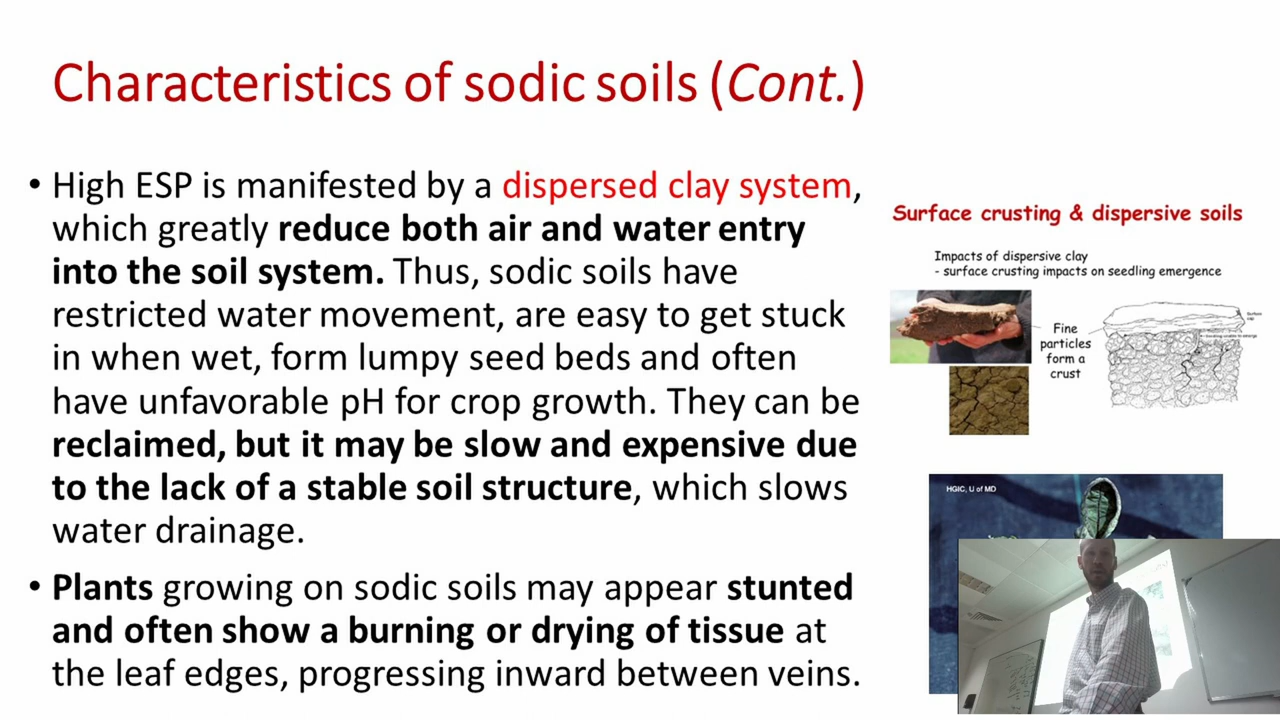 Characteristics of sodic soils (Cont.)
• High ESP is manifested by a dispersed clay system,
which greatly reduce both air and water entry
into the soil system. Thus, sodic soils have
restricted water movement, are easy to get stuck
in when wet, form lumpy seed beds and often
have unfavorable pH for crop growth. They can be
reclaimed, but it may be slow and expensive due
to the lack of a stable soil structure, which slows
water drainage.
• Plants growing on sodic soils may appear stunted
and often show a burning or drying of tissue at
the leaf edges, progressing inward between veins.
Surface crusting & dispersive soils
Impacts of dispersive clay
- surface crusting impacts on seedling emergence
Fine
particles
form a
crust
Surface
HGIC, U of MD